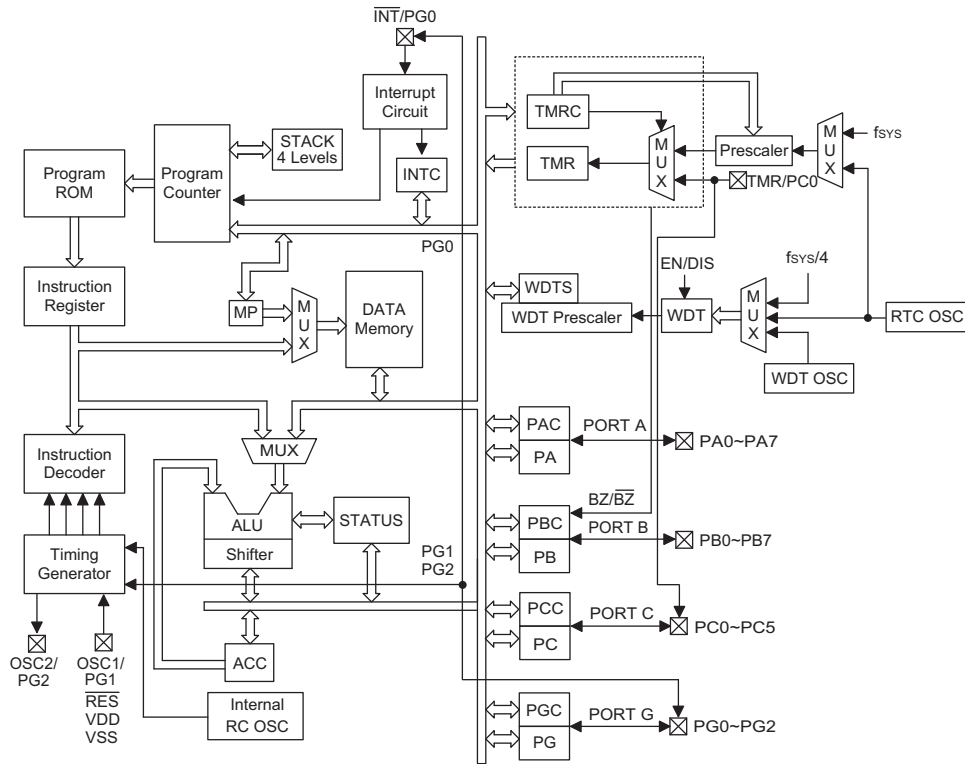 INT/PG0
Interrupt
Circuit
STACK
4 Levels
INTC
Program
ROM
Program
Counter
PG0
TMRC
TMR
MUX
Prescaler
MUX
fSYS
TMR/PC0
Instruction
Register
MP
MUX
DATA
Memory
WDTS
WDT Prescaler
EN/DIS
WDT
MUX
fSYS/4
RTC OSC
WDT OSC
Instruction
Decoder
MUX
ALU
Shifter
STATUS
PAC
PA
PORT A
PA0~PA7
BZ/BZ
PBC
PB
PORT B
PB0~PB7
Timing
Generator
PG1
PG2
PCC
PC
PORT C
PC0~PC5
OSC2/
PG2
OSC1/
PG1
RES
VDD
VSS
ACC
Internal
RC OSC
PGC
PG
PORT G
PG0~PG2